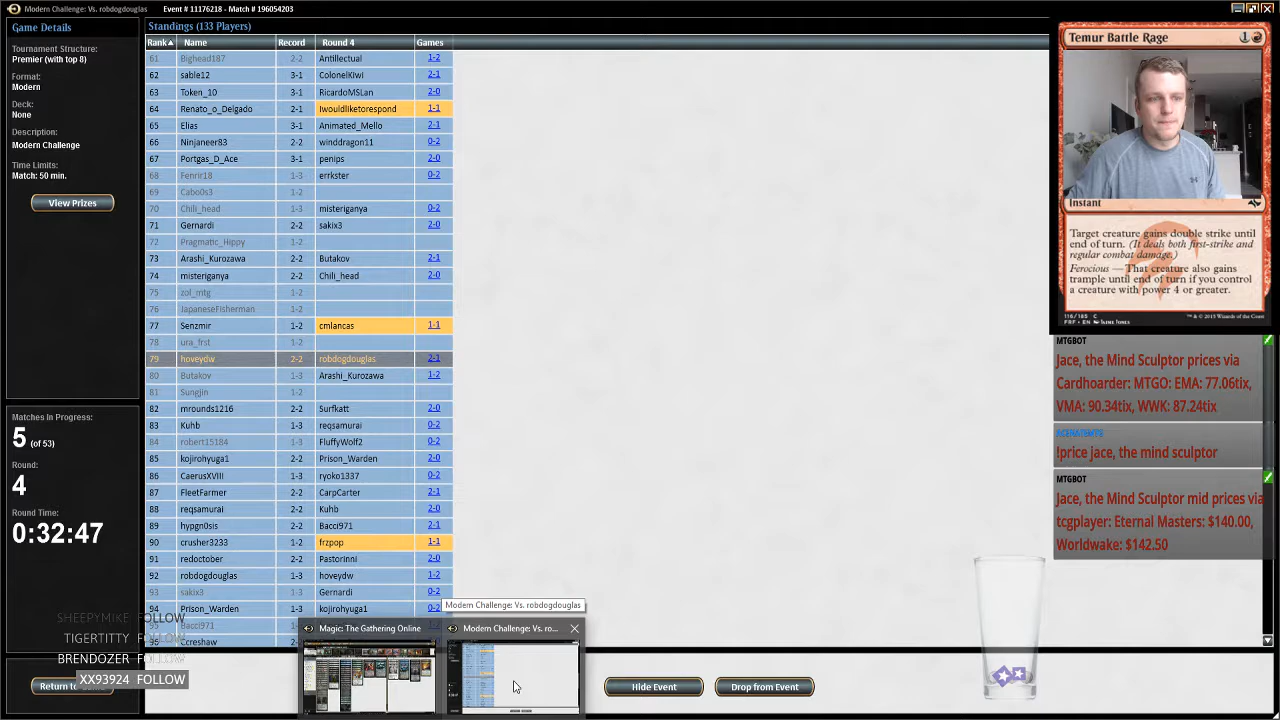 Modern Challenge: Vs. robdogdouglas Event # 11176218 - Match # 196054203
Game Details
Tournament Structure:
Premier (with top 8)
Format:
Modern
Deck:
None
Description:
Modern Challenge
Time Limits:
Match: 50 min.
View Prizes
Matches In Progress:
5 (of 53)
Round:
4
Round Time:
0:32:47
Standings (133 Players)
Rank Name Record Round 4 Games
61 Bighead187 2-2 Antillectual 1-2
62 sable12 3-1 ColonelKiwi 2-1
63 Token_10 3-1 RicardoMSLan 2-0
64 Renato_o_Delgado 2-1 Iwouldliketorespond 1-1
65 Elias 3-1 Animated_Mello 2-1
66 Ninjaneer83 2-2 winddragon11 0-2
67 Portgas_D_Ace 3-1 penips 2-0
68 Fenrir18 1-3 errkster 0-2
69 Cabo0s3 1-2
70 Chili_head 1-3 misteriganya 0-2
71 Gernardi 2-2 sakix3 2-0
72 Pragmatic_Hippy 1-2
73 Arashi_Kurozawa 2-2 Butakov 2-1
74 misteriganya 2-2 Chili_head 2-0
75 zol_mtg 1-2
76 JapaneseFisherman 1-2
77 Senzmir 1-2 cmlancas -1
78 ura_frst 1-2
79 hoveydw 2-2 robdogdouglas 2-1
80 Butakov 1-3 Arashi_Kurozawa 1-2
81 Sungjin 1-2
82 mrounds1216 2-2 Surfkatt 2-0
83 Kuhb 1-3 reqsamurai 0-2
84 robert15184 1-3 FluffyWolf2 0-2
85 kojirohyuga1 2-2 Prison_Warden 2-0
86 CaerusXVIII 1-3 ryoko1337 0-2
87 FleetFarmer 2-2 CarpCarter 2-1
88 reqsamurai 2-2 Kuhb 2-0
89 hypgn0sis 2-2 Bacci971 2-1
90 crusher3233 1-2 frzpop 1-1
91 redoctober 2-2 Pastorinni 2-0
92 robdogdouglas 1-3 hoveydw 1-2
93 sakix3 1-3 Gernardi 0-2
94 Prison_Warden 1-3 kojirohyuga1 0-2
95 Bacci971
96 Ccreshaw
Modern Challenge: Vs. robdogdouglas
Magic: The Gathering Online
Modern Challenge: Vs. ro...
SHEEPYMIKE FOLLOW
TIGERTITTY FOLLOW
BRENDOZER FOLLOW
XX93924 FOLLOW
Hide Event
Drop from Event
Temur Battle Rage 1
Instant
Target creature gains double strike until
end of turn. (It deals both first-strike and
regular combat damage.)
Ferocious — That creature also gains
trample until end of turn if you control
a creature with power 4 or greater.
MTGBOT
Jace, the Mind Sculptor prices via
Cardhoarder: MTGO: EMA: 77.06tix,
VMA: 90.34tix, WWK: 87.24tix
!price jace, the mind sculptor
MTGBOT
Jace, the Mind Sculptor mid prices via
tcgplayer: Eternal Masters: $140.00,
Worldwake: $142.50